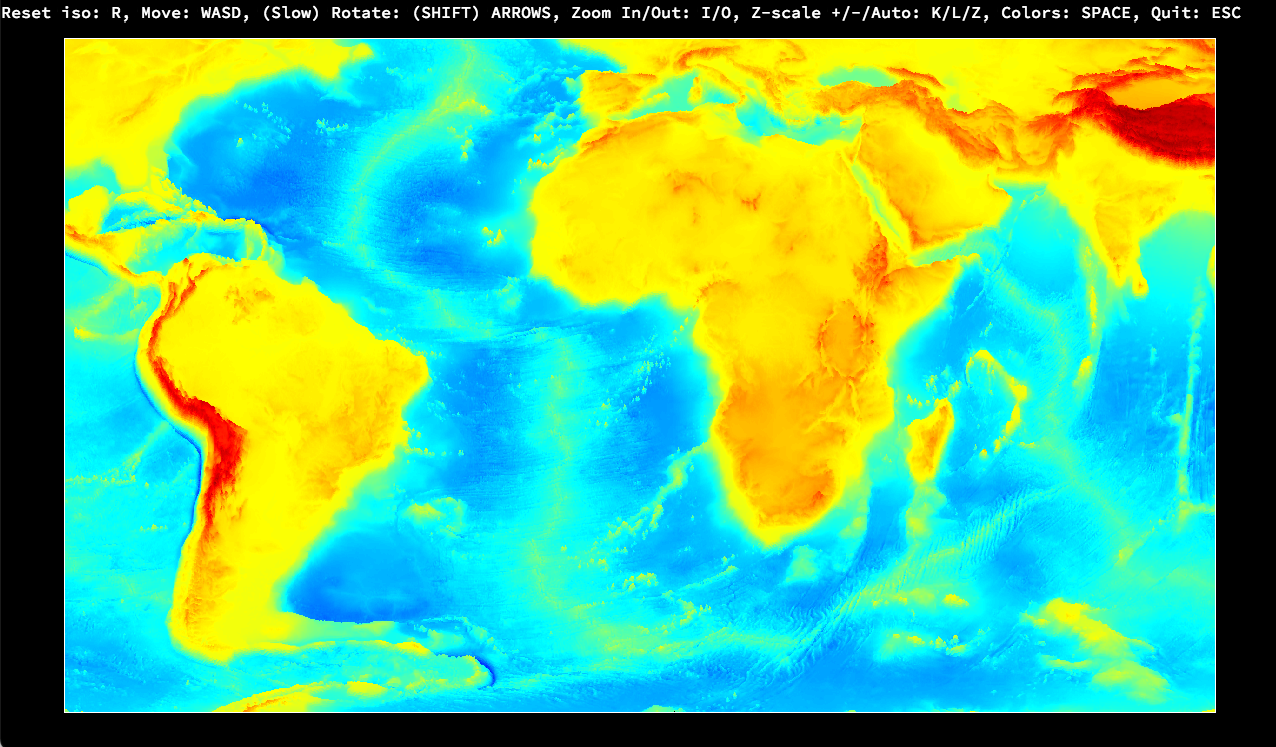 Reset iso: R, Move: WASD, (Slow) Rotate: (SHIFT) ARROWS, Zoom In/Out: I/O, Z-scale +/-/Auto: K/L/Z, Colors: SPACE, Quit: ESC